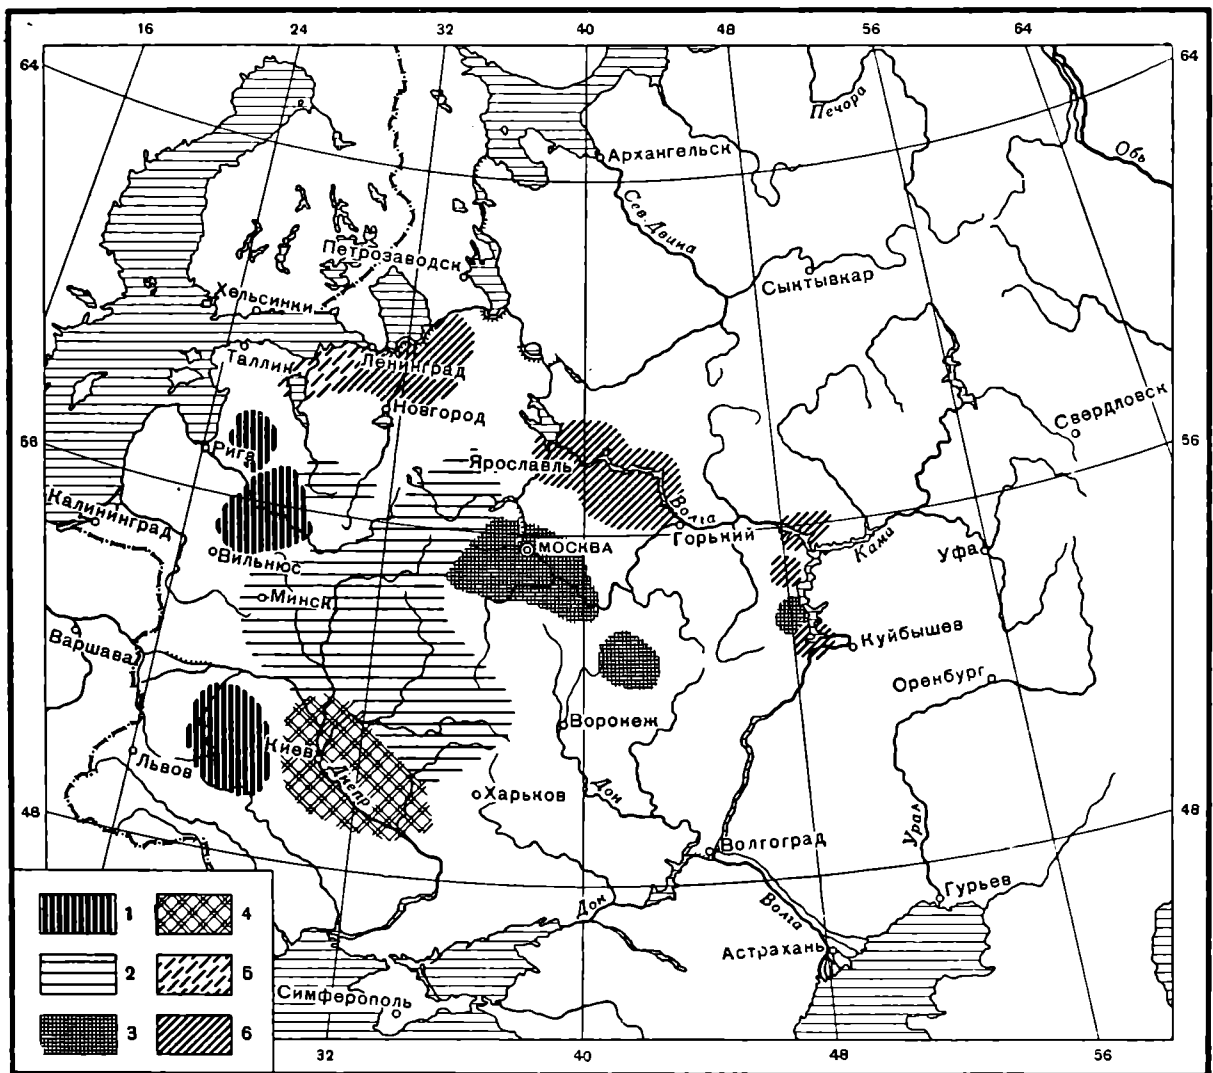 16 24 32 40 48 56 64
64 64
Печора
Обь
Архангельск
Сев. Двина
Петрозаводск
Сыктывкар
Хельсинки
Таллин
Ленинград
Новгород
Свердловск
56 56
Рига
Ярославль
Калининград
Волга
Горький
МОСКВА
Кама
Уфа
Вильнюс
Минск
Варшава
Куйбышев
Оренбург
Воронеж
Киев
Львов
Днепр
Харьков
Дон
48 48
Волгоград
Урал
Гурьев
Дон
Волга
Астрахань
Симферополь
1 4
2 5
3 6
32 40 48 56